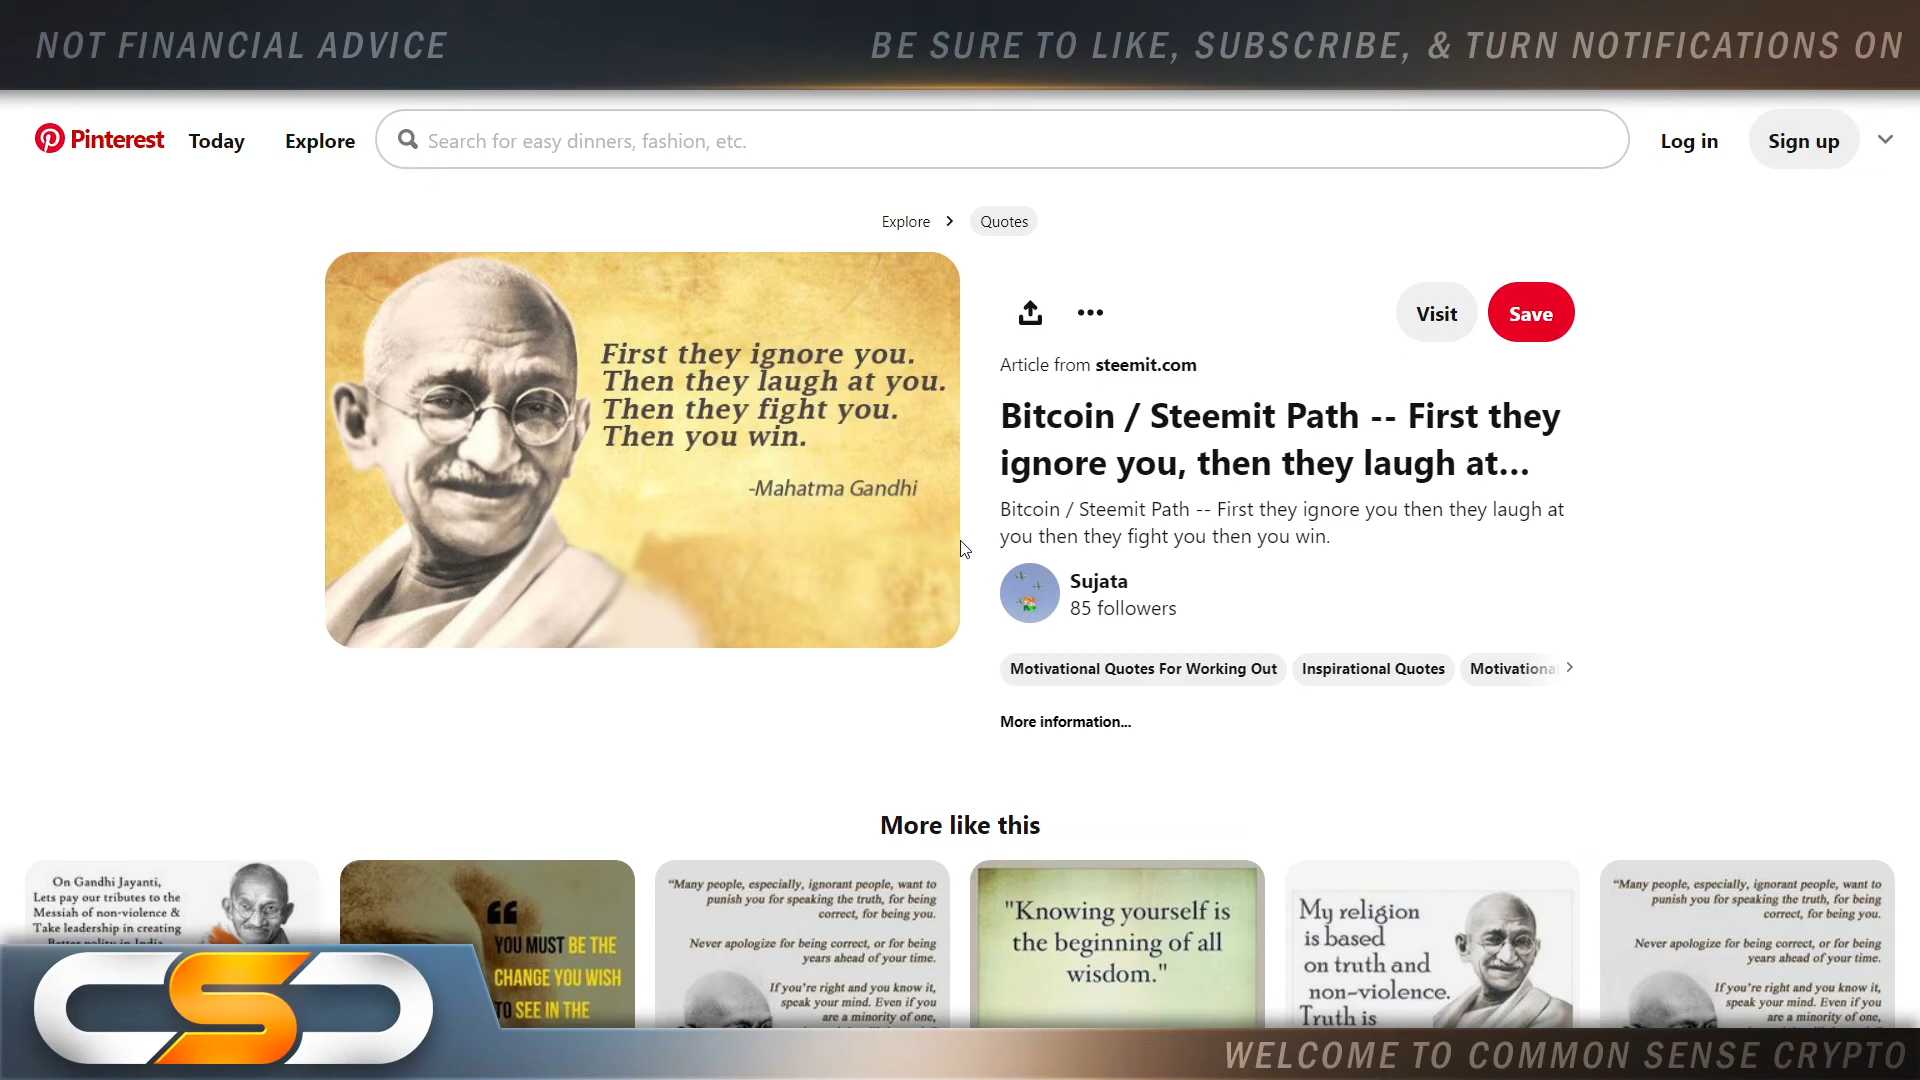 NOT FINANCIAL ADVICE
BE SURE TO LIKE, SUBSCRIBE, & TURN NOTIFICATIONS ON
Pinterest
Today
Explore
Search for easy dinners, fashion, etc.
Log in
Sign up
Explore
Quotes
First they ignore you.
Then they laugh at you.
Then they fight you.
Then you win.
-Mahatma Gandhi
Visit
Save
Article from steemit.com
Bitcoin / Steemit Path -- First they
ignore you, then they laugh at...
Bitcoin / Steemit Path -- First they ignore you then they laugh at
you then they fight you then you win.
Sujata
85 followers
Motivational Quotes For Working Out
Inspirational Quotes
Motivational
More information...
More like this
On Gandhi Jayanti,
Lets pay our tributes to the
Messiah of non-violence &
Take leadership in creating
Better polity in India
YOU MUST BE THE
CHANGE YOU WISH
TO SEE IN THE
"Many people, especially, ignorant people, want to
punish you for speaking the truth, for being
correct, for being you.
Never apologize for being correct, or for being
years ahead of your time.
If you're right and you know it,
speak your mind. Even if you
are a minority of one,
"Knowing yourself is
the beginning of all
wisdom."
My religion
is based
on truth and
non-violence.
Truth is
"Many people, especially, ignorant people, want to
punish you for speaking the truth, for being
correct, for being you.
Never apologize for being correct, or for being
years ahead of your time.
If you're right and you know it,
speak your mind. Even if you
are a minority of one,
CSC
WELCOME TO COMMON SENSE CRYPTO